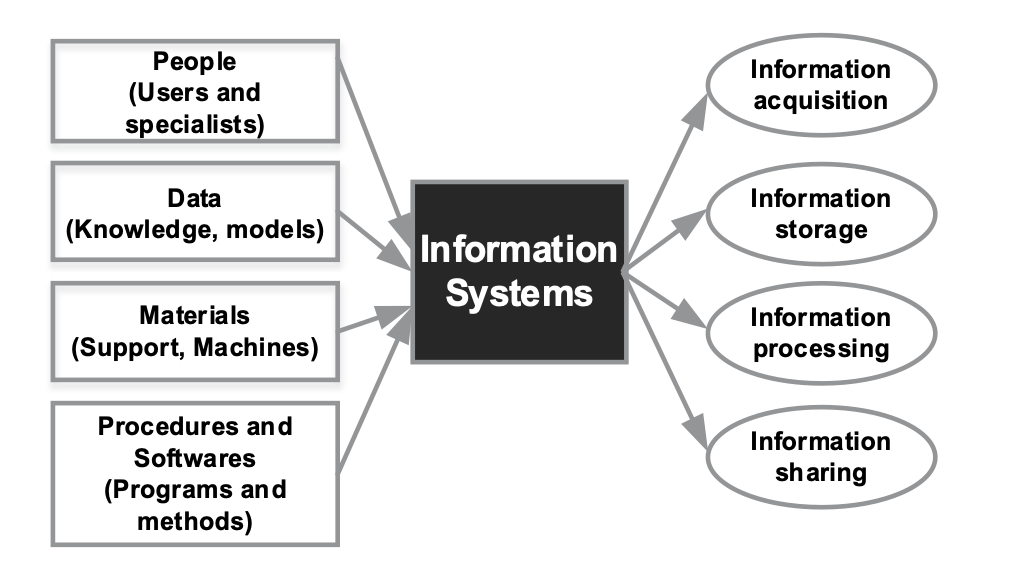 People
(Users and
specialists)
Data
(Knowledge, models)
Materials
(Support, Machines)
Procedures and
Softwares
(Programs and
methods)
Information
Systems
Information
acquisition
Information
storage
Information
processing
Information
sharing